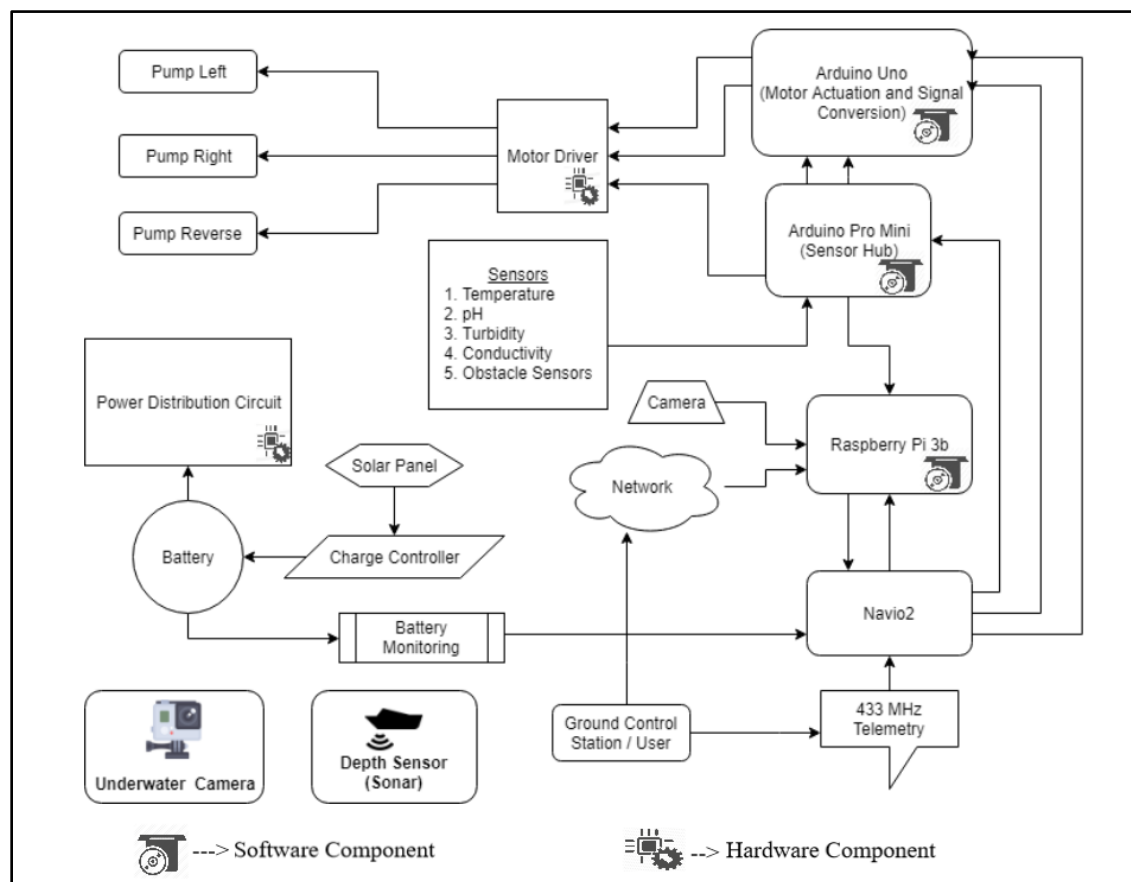 Pump Left
Pump Right
Pump Reverse
Motor Driver
Arduino Uno
(Motor Actuation and Signal
Conversion)
Arduino Pro Mini
(Sensor Hub)
Sensors
1. Temperature
2. pH
3. Turbidity
4. Conductivity
5. Obstacle Sensors
Power Distribution Circuit
Solar Panel
Charge Controller
Battery
Battery
Monitoring
Camera
Network
Raspberry Pi 3b
Navio2
Ground Control
Station / User
433 MHz
Telemetry
Underwater Camera
Depth Sensor
(Sonar)
---> Software Component
--> Hardware Component